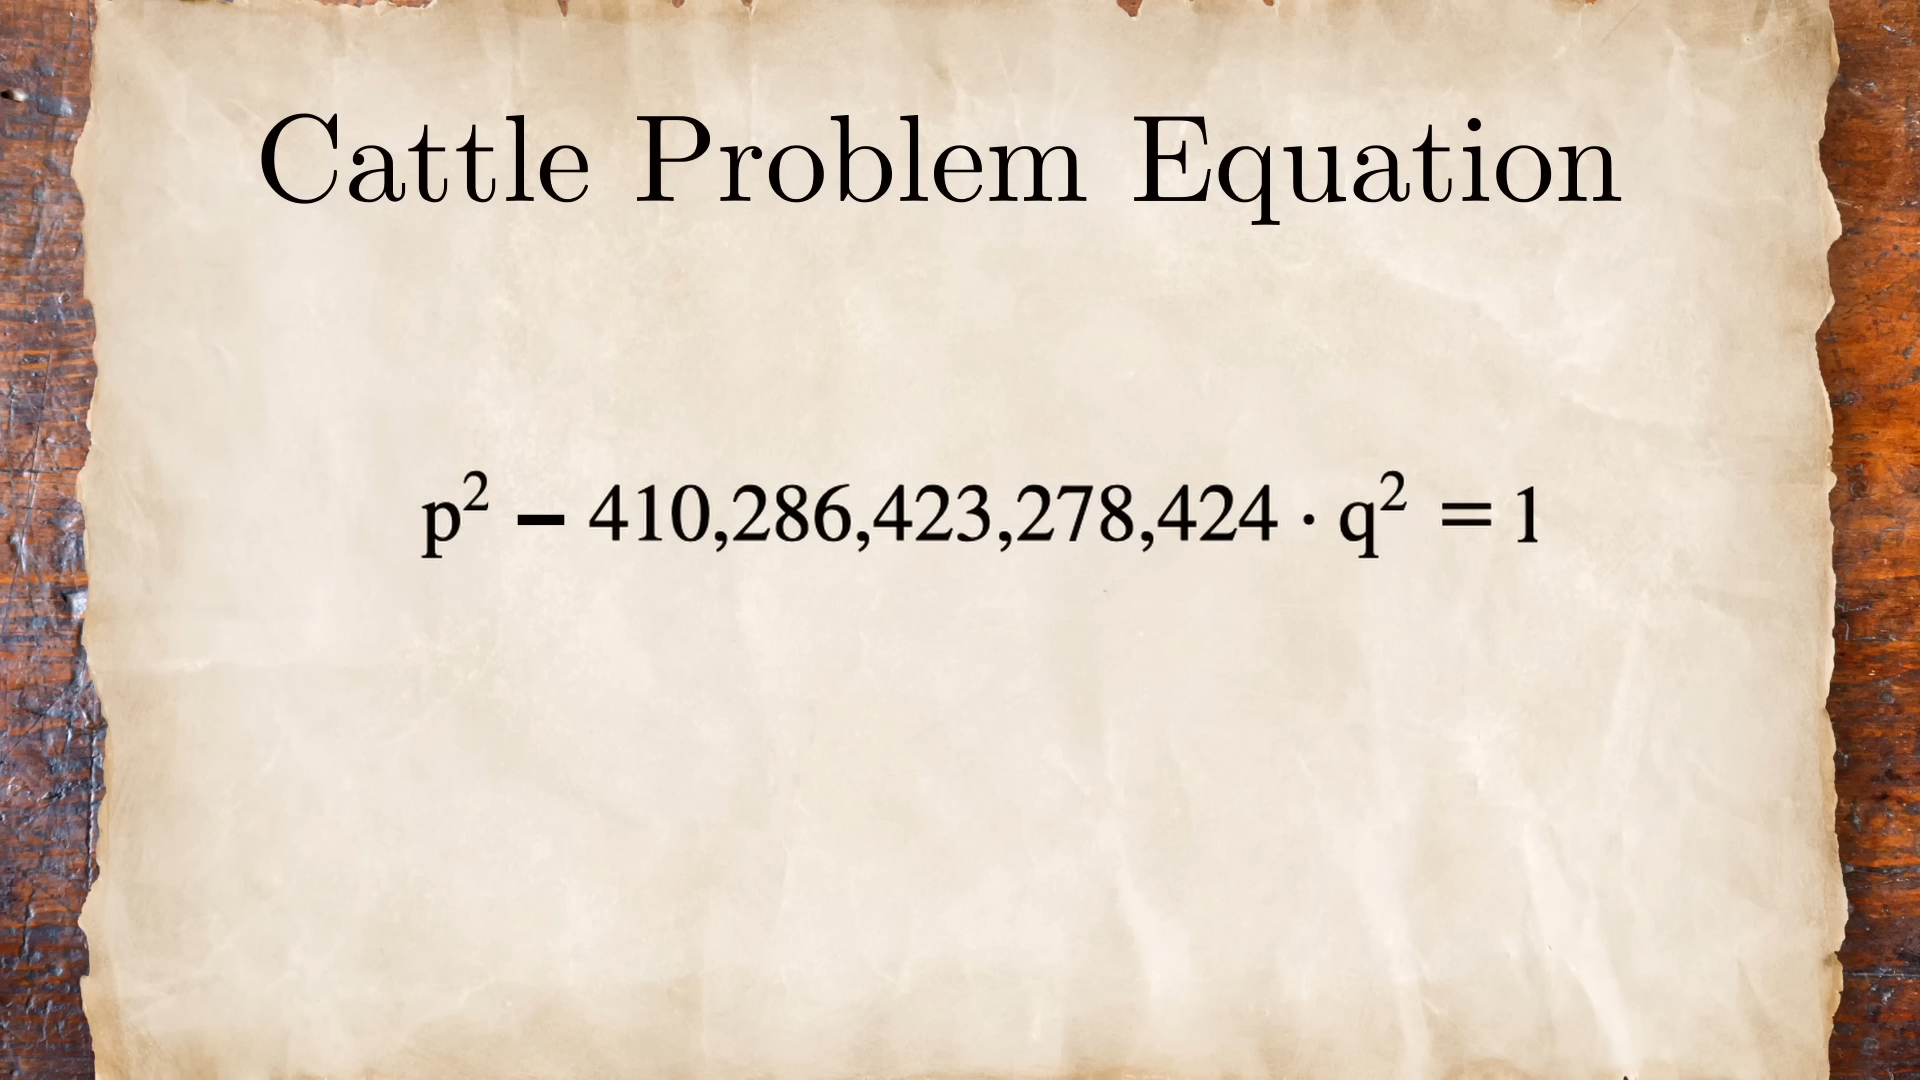 Cattle Problem Equation
p² – 410,286,423,278,424 · q² = 1